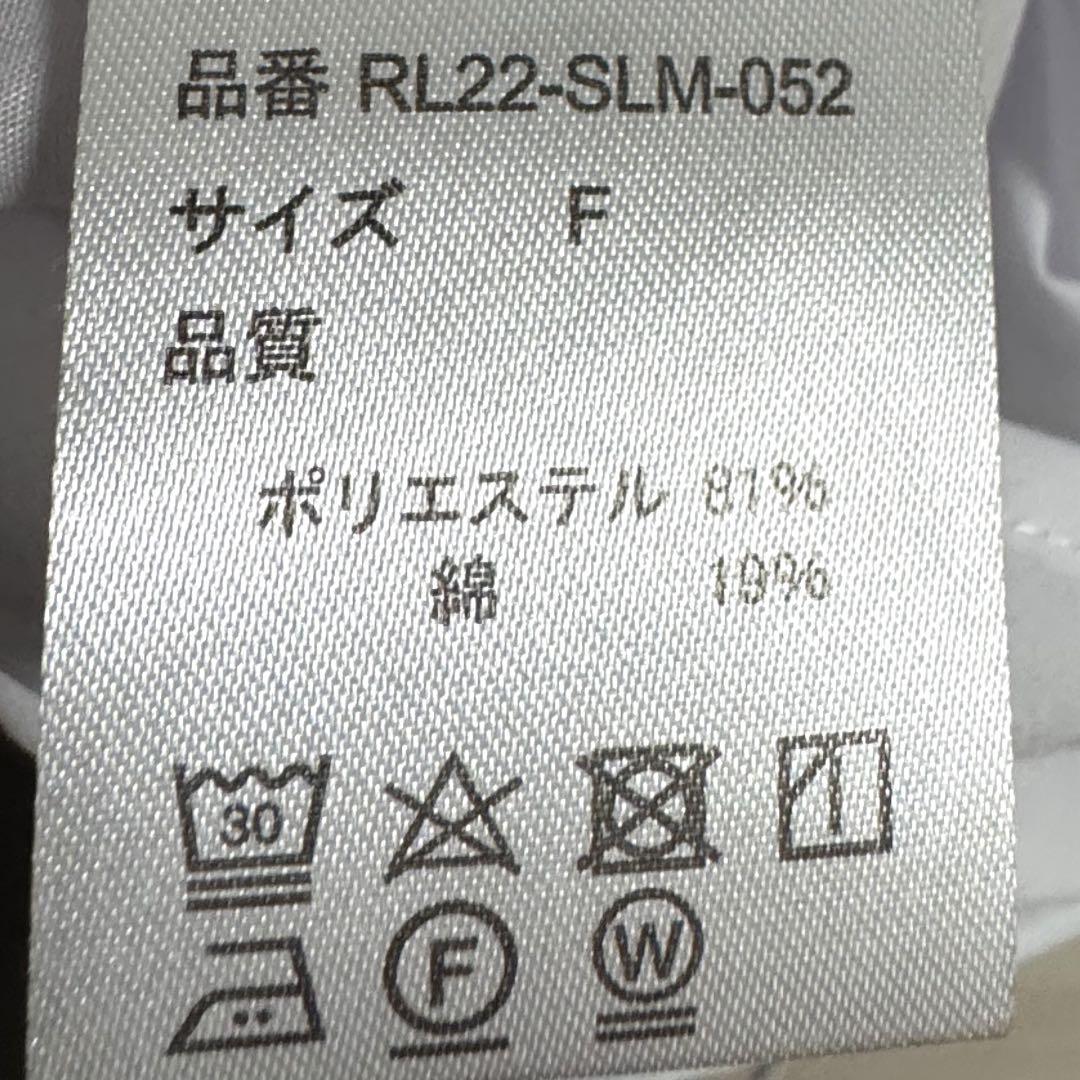 品番 RL22-SLM-052
サイズ F
品質
ポリエステル 81%
綿 19%
30
F W